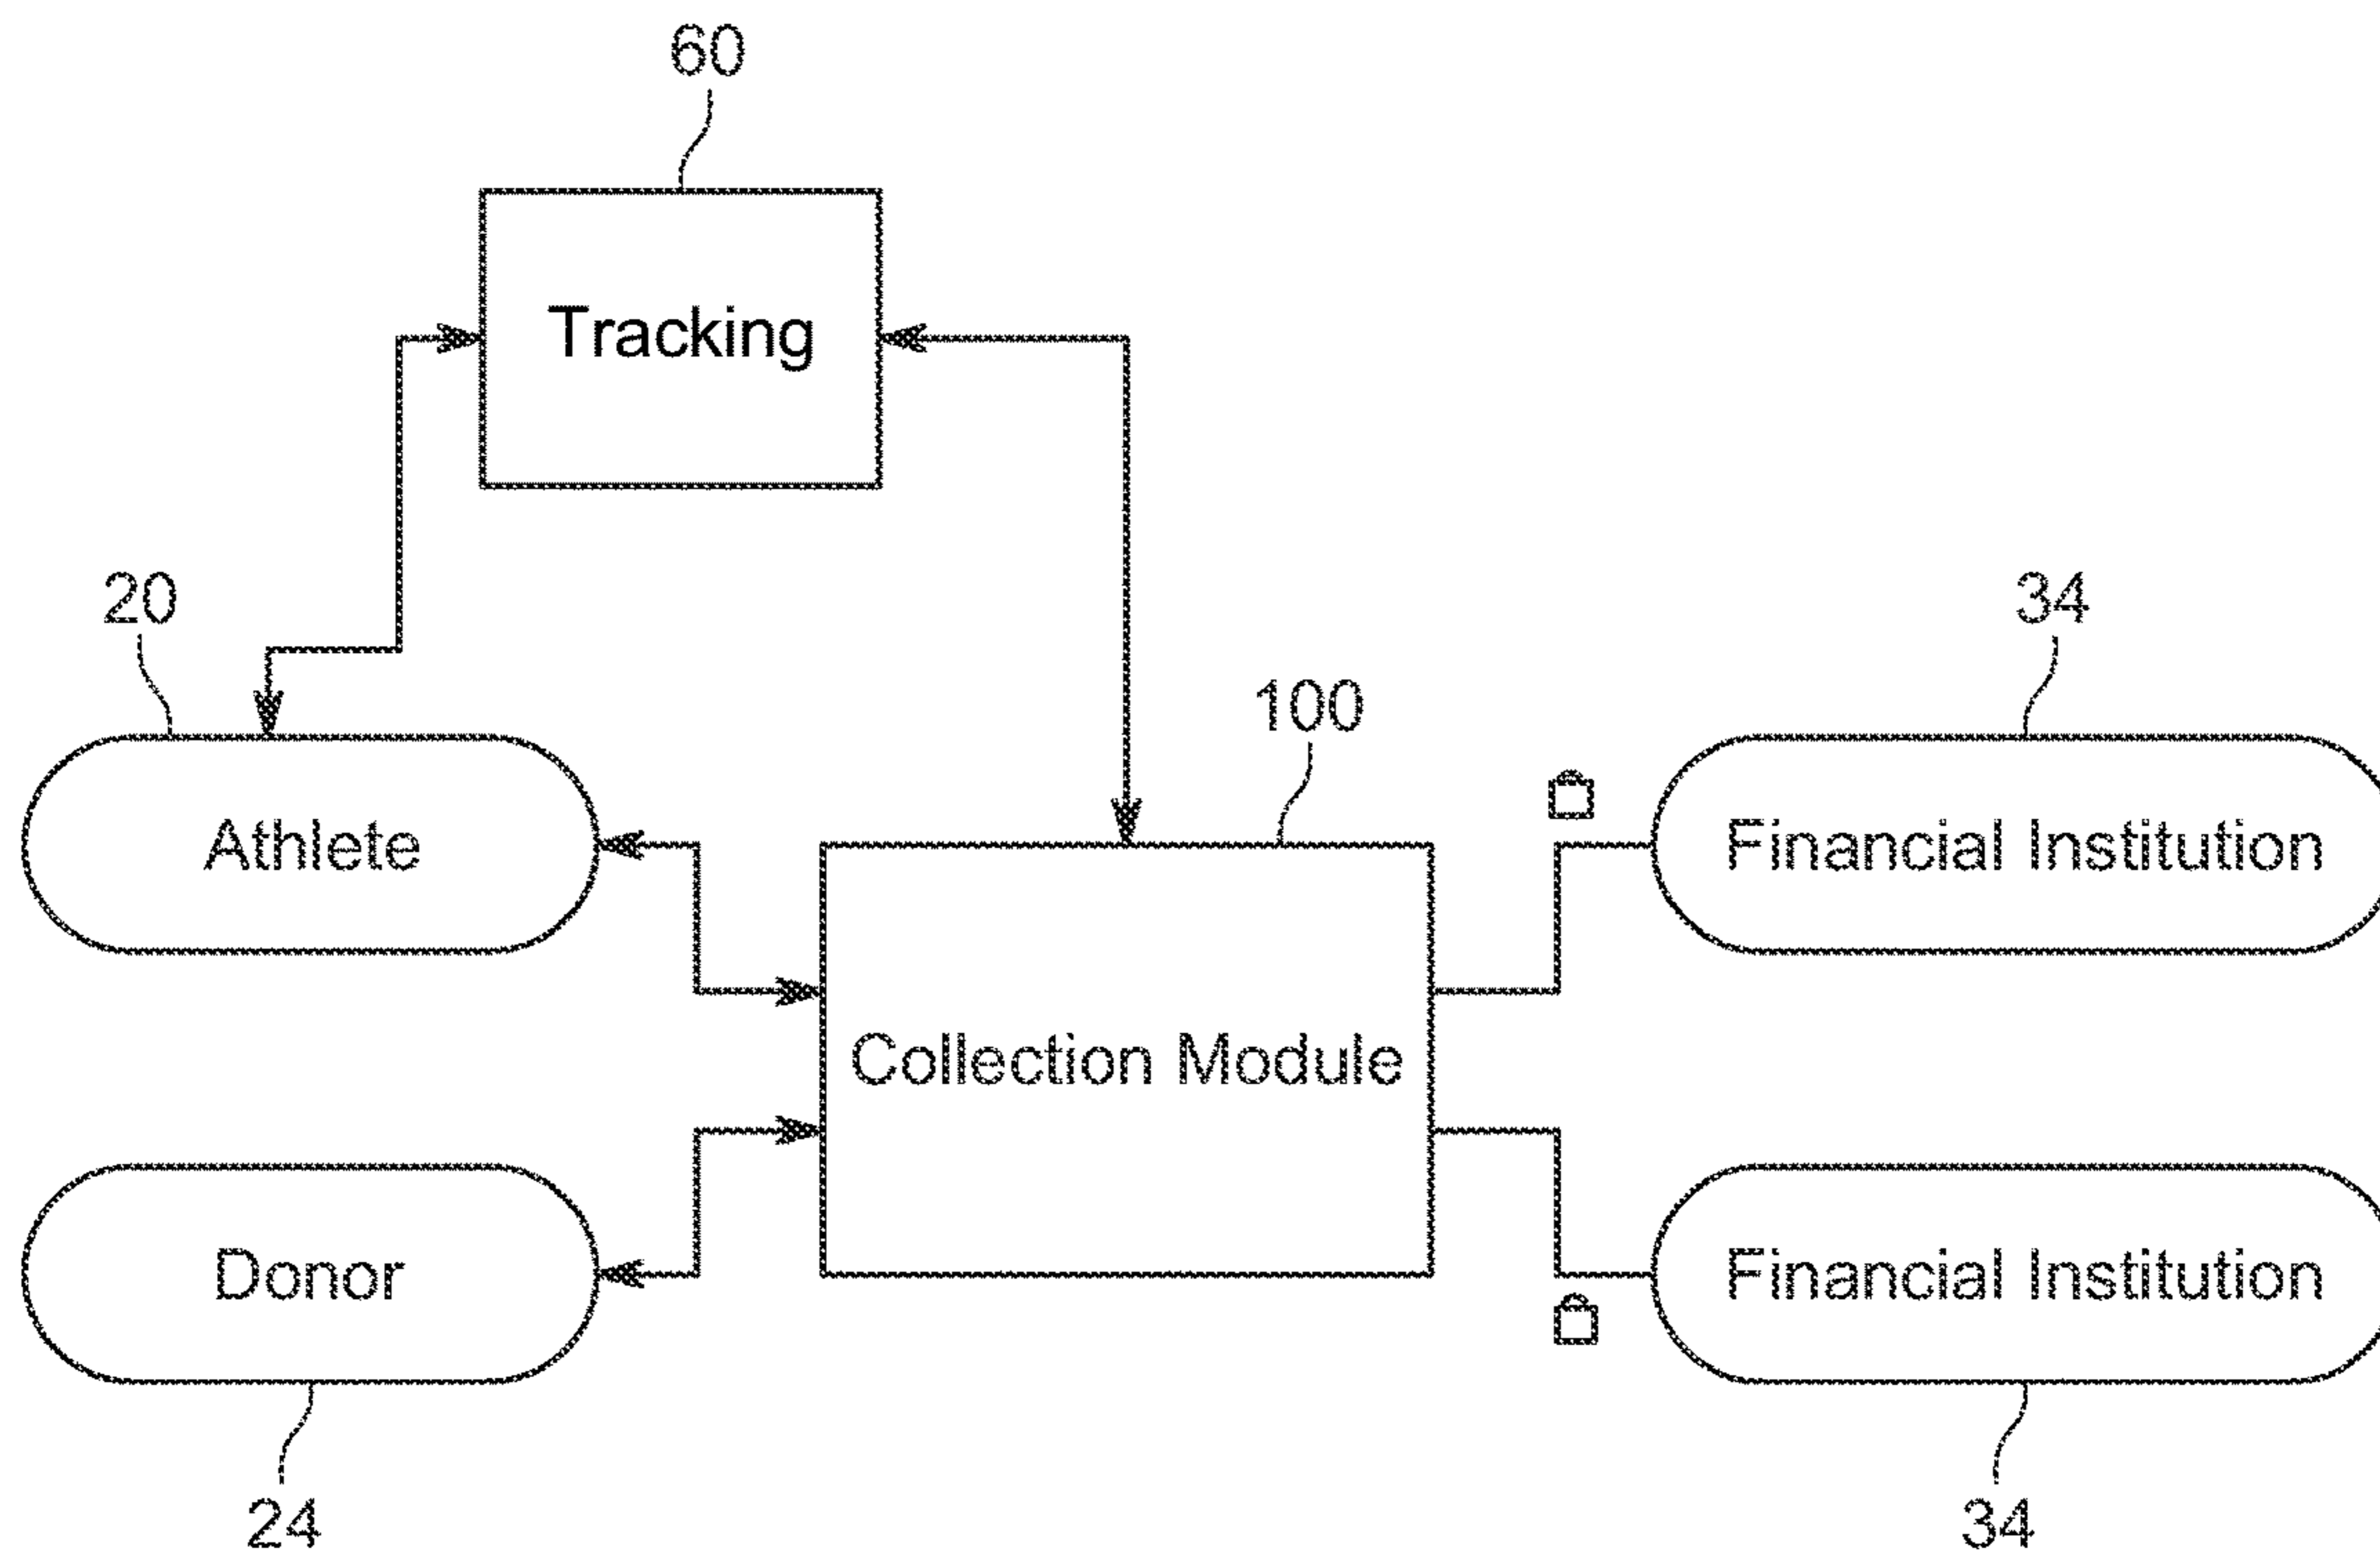 60
Tracking
20
34
100
Athlete
Financial Institution
Collection Module
Donor
Financial Institution
24
34